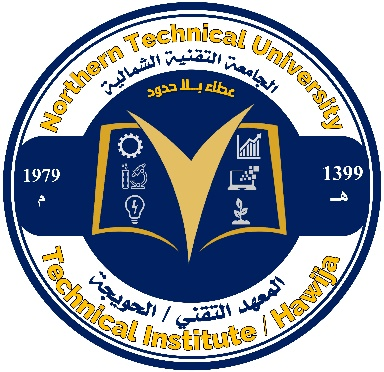 Northern Technical University
الجامعة التقنية الشمالية
عطاء بلا حدود
1979
م
1399
هـ
المعهد التقني / الحويجة
Technical Institute / Hawija